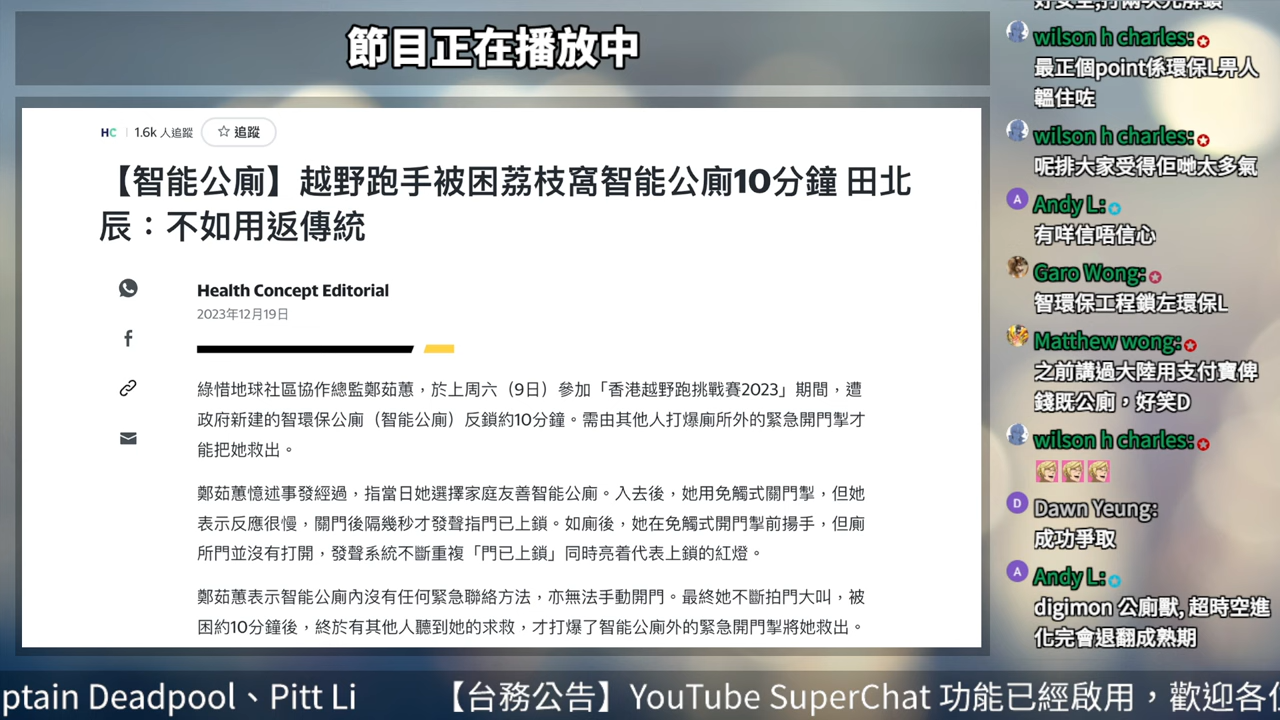 節目正在播放中
HC 1.6k 人追蹤 ☆ 追蹤
【智能公廁】越野跑手被困荔枝窩智能公廁10分鐘 田北
辰：不如用返傳統
Health Concept Editorial
2023年12月19日
綠惜地球社區協作總監鄭茹蕙，於上周六（9日）參加「香港越野跑挑戰賽2023」期間，遭
政府新建的智環保公廁（智能公廁）反鎖約10分鐘。需由其他人打爆廁所外的緊急開門掣才
能把她救出。
鄭茹蕙憶述事發經過，指當日她選擇家庭友善智能公廁。入去後，她用免觸式關門掣，但她
表示反應很慢，關門後隔幾秒才發聲指門已上鎖。如廁後，她在免觸式開門掣前揚手，但廁
所門並沒有打開，發聲系統不斷重複「門已上鎖」同時亮着代表上鎖的紅燈。
鄭茹蕙表示智能公廁內沒有任何緊急聯絡方法，亦無法手動開門。最終她不斷拍門大叫，被
困約10分鐘後，終於有其他人聽到她的求救，才打爆了智能公廁外的緊急開門掣將她救出。
wilson h charles:
最正個point係環保L畀人
韞住咗
wilson h charles:
呢排大家受得佢哋太多氣
A Andy L:
有咩信唔信心
Garo Wong:
智環保工程鎖左環保L
Matthew wong:
之前講過大陸用支付寶俾
錢既公廁，好笑D
wilson h charles:
D Dawn Yeung:
成功爭取
A Andy L:
digimon 公廁獸, 超時空進
化完會退翻成熟期
ptain Deadpool、Pitt Li 【台務公告】YouTube SuperChat 功能已經啟用，歡迎各